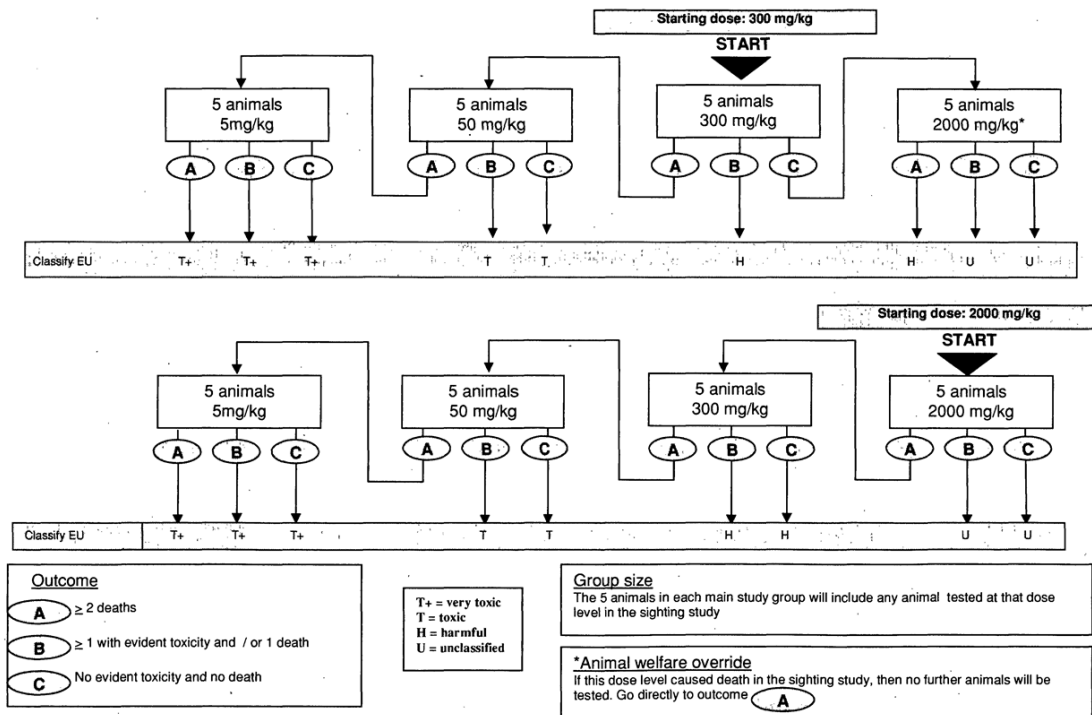 Starting dose: 300 mg/kg
START
5 animals
5mg/kg
5 animals
50 mg/kg
5 animals
300 mg/kg
5 animals
2000 mg/kg*
A B C
A B C
A B C
A B C
Classify EU T+ T+ T+ T T H H U U
Starting dose: 2000 mg/kg
START
5 animals
5mg/kg
5 animals
50 mg/kg
5 animals
300 mg/kg
5 animals
2000 mg/kg
A B C
A B C
A B C
A B C
Classify EU T+ T+ T+ T T H H U U
Outcome
A ≥ 2 deaths
B ≥ 1 with evident toxicity and / or 1 death
C No evident toxicity and no death
T+ = very toxic
T = toxic
H = harmful
U = unclassified
Group size
The 5 animals in each main study group will include any animal tested at that dose
level in the sighting study
*Animal welfare override
If this dose level caused death in the sighting study, then no further animals will be
tested. Go directly to outcome A